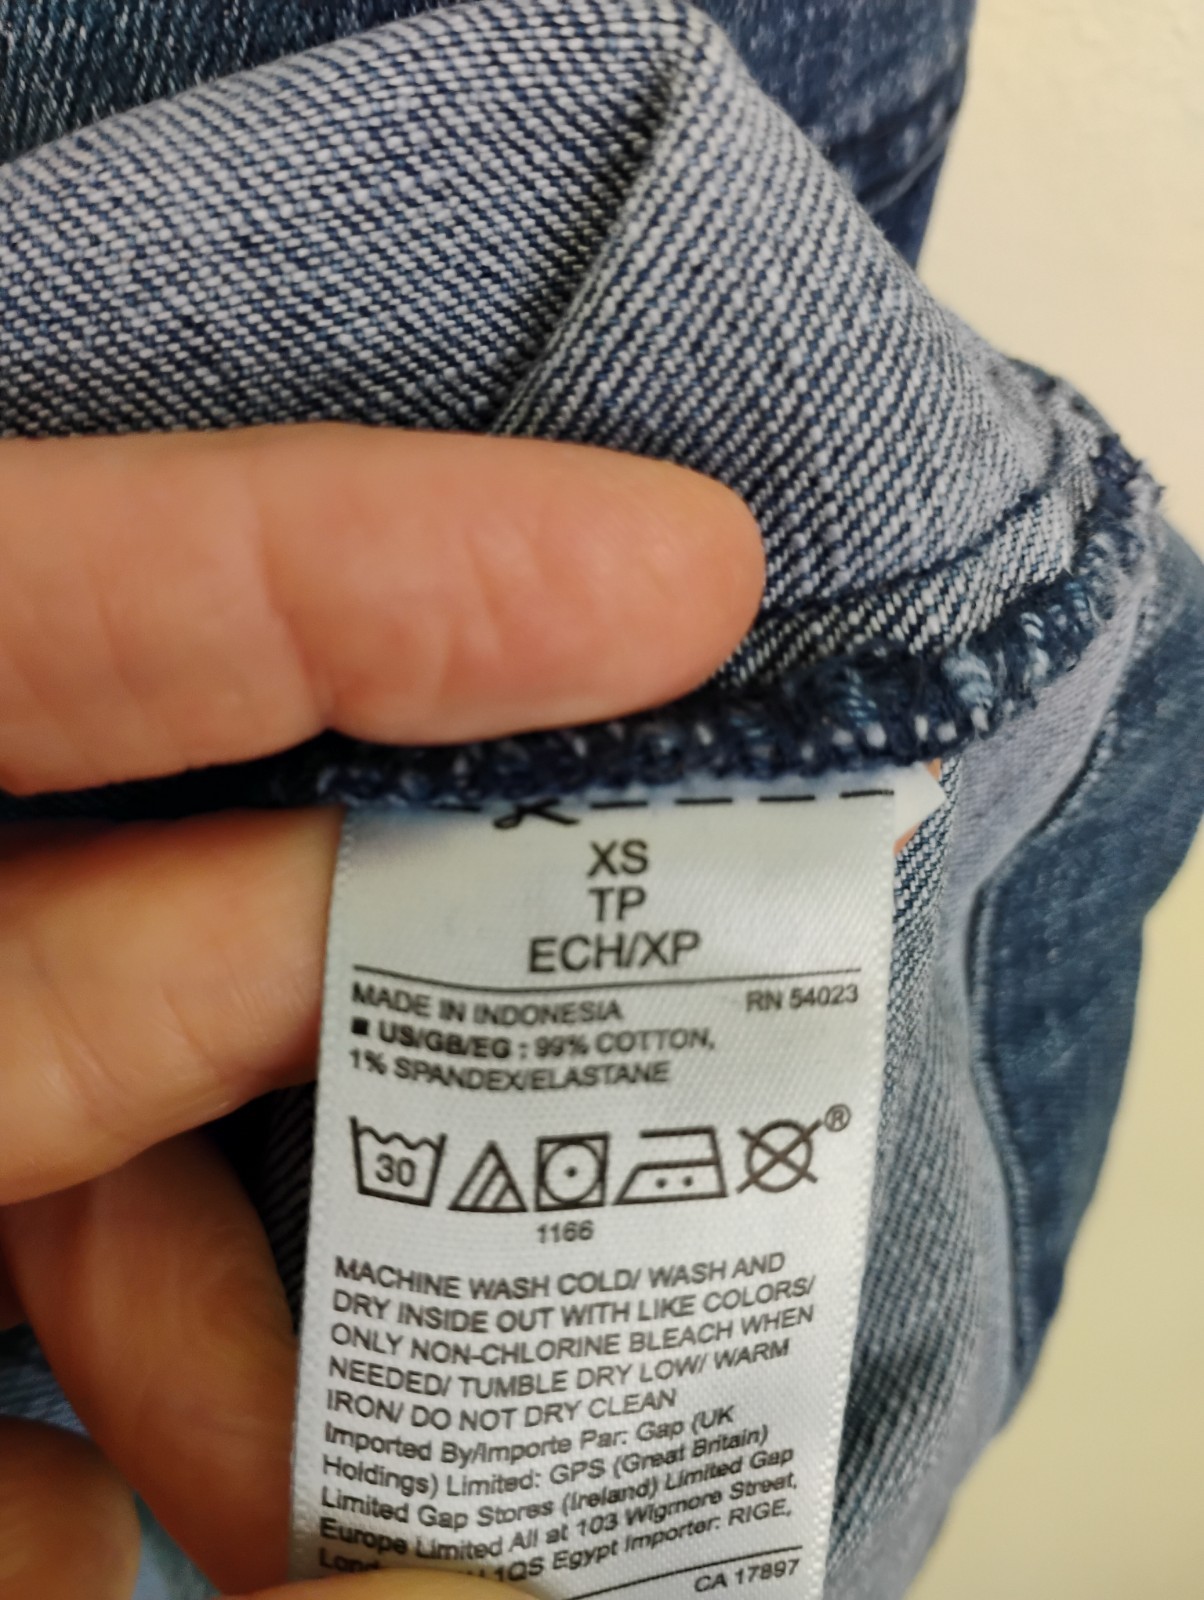 XS
TP
ECH/XP
MADE IN INDONESIA RN 54023
■ US/GB/EG : 99% COTTON,
1% SPANDEX/ELASTANE
30
®
1166
MACHINE WASH COLD/ WASH AND
DRY INSIDE OUT WITH LIKE COLORS/
ONLY NON-CHLORINE BLEACH WHEN
NEEDED/ TUMBLE DRY LOW/ WARM
IRON/ DO NOT DRY CLEAN
Imported By/Importe Par: Gap (UK
Holdings) Limited: GPS (Great Britain)
Limited Gap Stores (Ireland) Limited Gap
Europe Limited All at 103 Wigmore Street,
1QS Egypt Importer: RIGE,
CA 17897